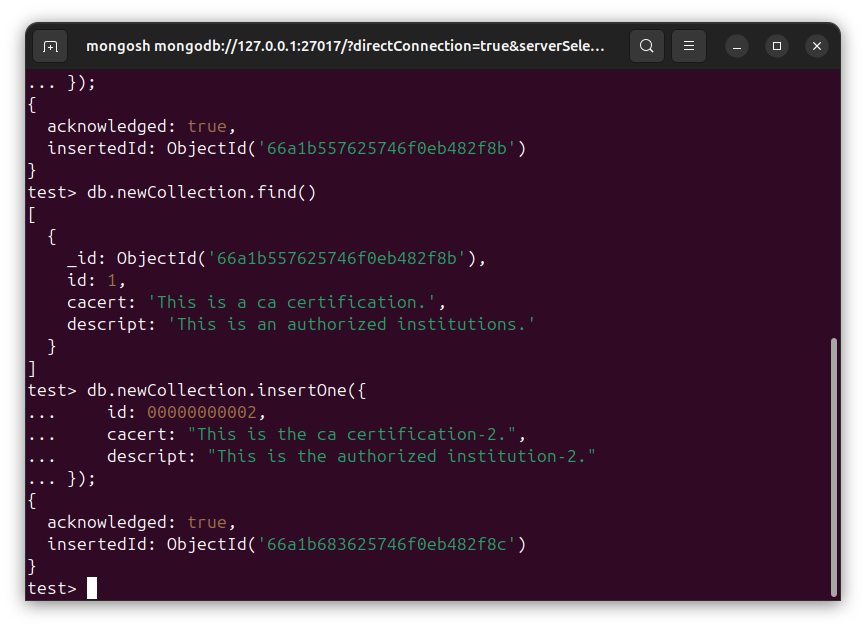 mongosh mongodb://127.0.0.1:27017/?directConnection=true&serverSele...
... });
{
  acknowledged: true,
  insertedId: ObjectId('66a1b557625746f0eb482f8b')
}
test> db.newCollection.find()
[
  {
    _id: ObjectId('66a1b557625746f0eb482f8b'),
    id: 1,
    cacert: 'This is a ca certification.',
    descript: 'This is an authorized institutions.'
  }
]
test> db.newCollection.insertOne({
...     id: 00000000002,
...     cacert: "This is the ca certification-2.",
...     descript: "This is the authorized institution-2."
... });
{
  acknowledged: true,
  insertedId: ObjectId('66a1b683625746f0eb482f8c')
}
test>